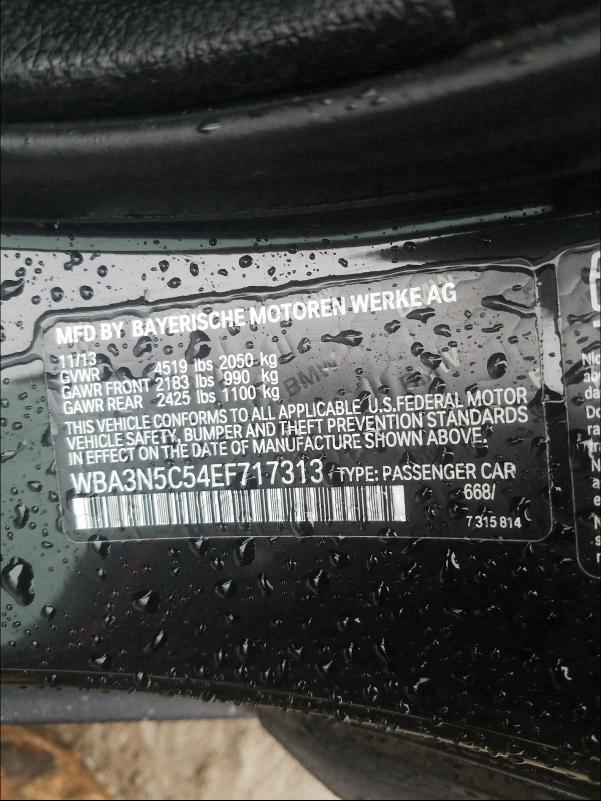 MFD BY BAYERISCHE MOTOREN WERKE AG
11/13
GVWR 4519 lbs 2050 kg
GAWR FRONT 2183 lbs 990 kg
GAWR REAR 2425 lbs 1100 kg
THIS VEHICLE CONFORMS TO ALL APPLICABLE U.S.FEDERAL MOTOR
VEHICLE SAFETY, BUMPER AND THEFT PREVENTION STANDARDS
IN EFFECT ON THE DATE OF MANUFACTURE SHOWN ABOVE.
WBA3N5C54EF717313 TYPE: PASSENGER CAR
668/
7 315 814
BMW